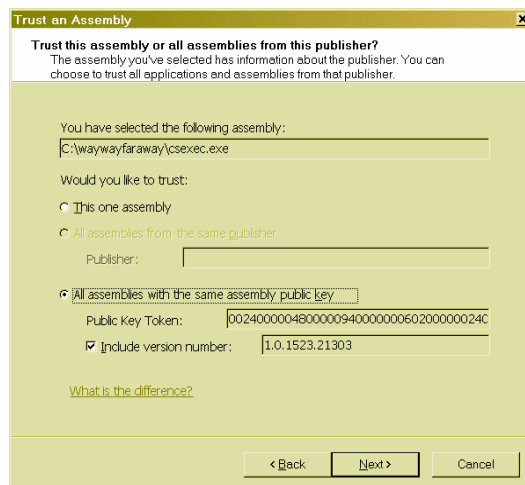 Trust an Assembly
Trust this assembly or all assemblies from this publisher?
The assembly you've selected has information about the publisher. You can
choose to trust all applications and assemblies from that publisher.
You have selected the following assembly:
C:\waywayfaraway\csexec.exe
Would you like to trust:
This one assembly
All assemblies from the same publisher
Publisher:
All assemblies with the same assembly public key
Public Key Token: 002400000480000094000000060200000024C
Include version number: 1.0.1523.21303
What is the difference?
< Back Next > Cancel